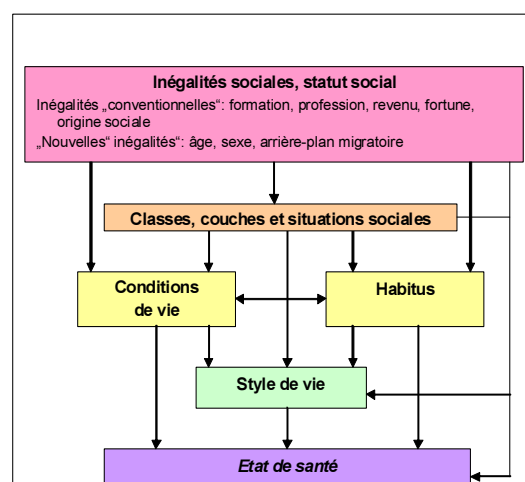 Inégalités sociales, statut social
Inégalités „conventionnelles“: formation, profession, revenu, fortune,
origine sociale
„Nouvelles“ inégalités“: âge, sexe, arrière-plan migratoire
Classes, couches et situations sociales
Conditions
de vie
Habitus
Style de vie
Etat de santé